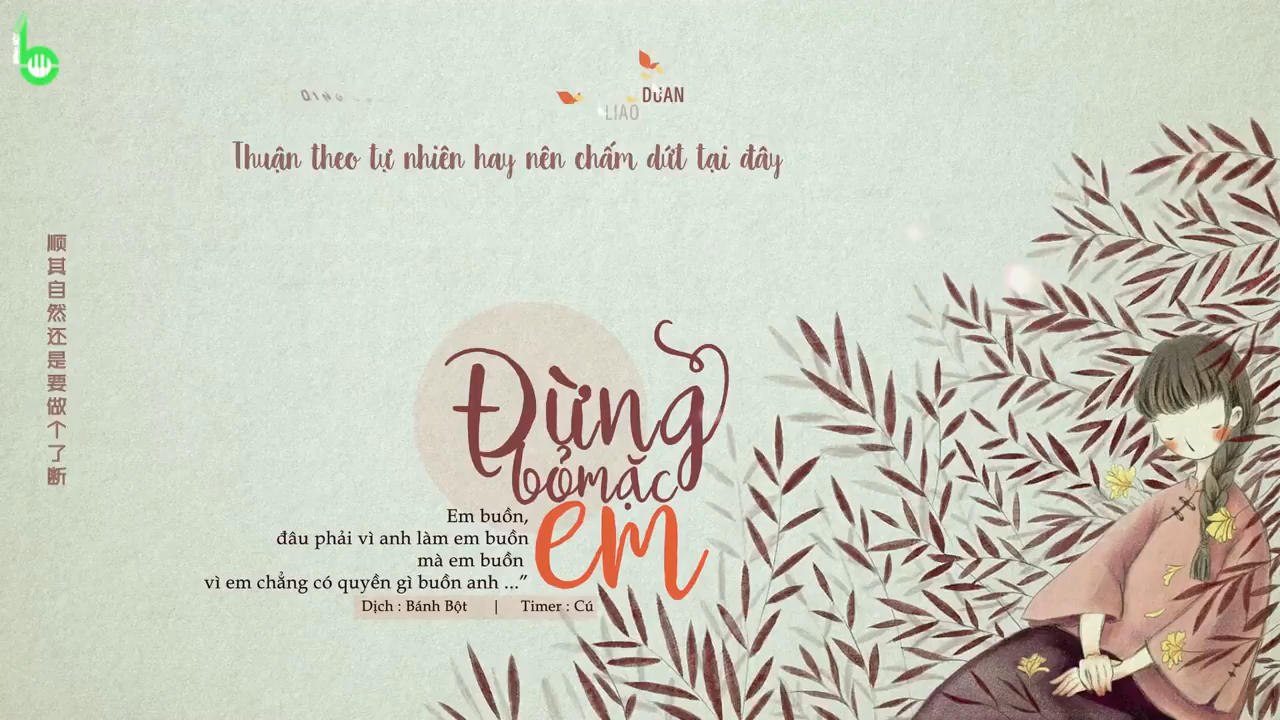 LIAO DUAN
Thuận theo tự nhiên hay nên chấm dứt tại đây
顺其自然还是要做个了断
Đừng
bỏ mặc
em
Em buồn,
đâu phải vì anh làm em buồn
mà em buồn
vì em chẳng có quyền gì buồn anh ...”
Dịch : Bánh Bột | Timer : Cú